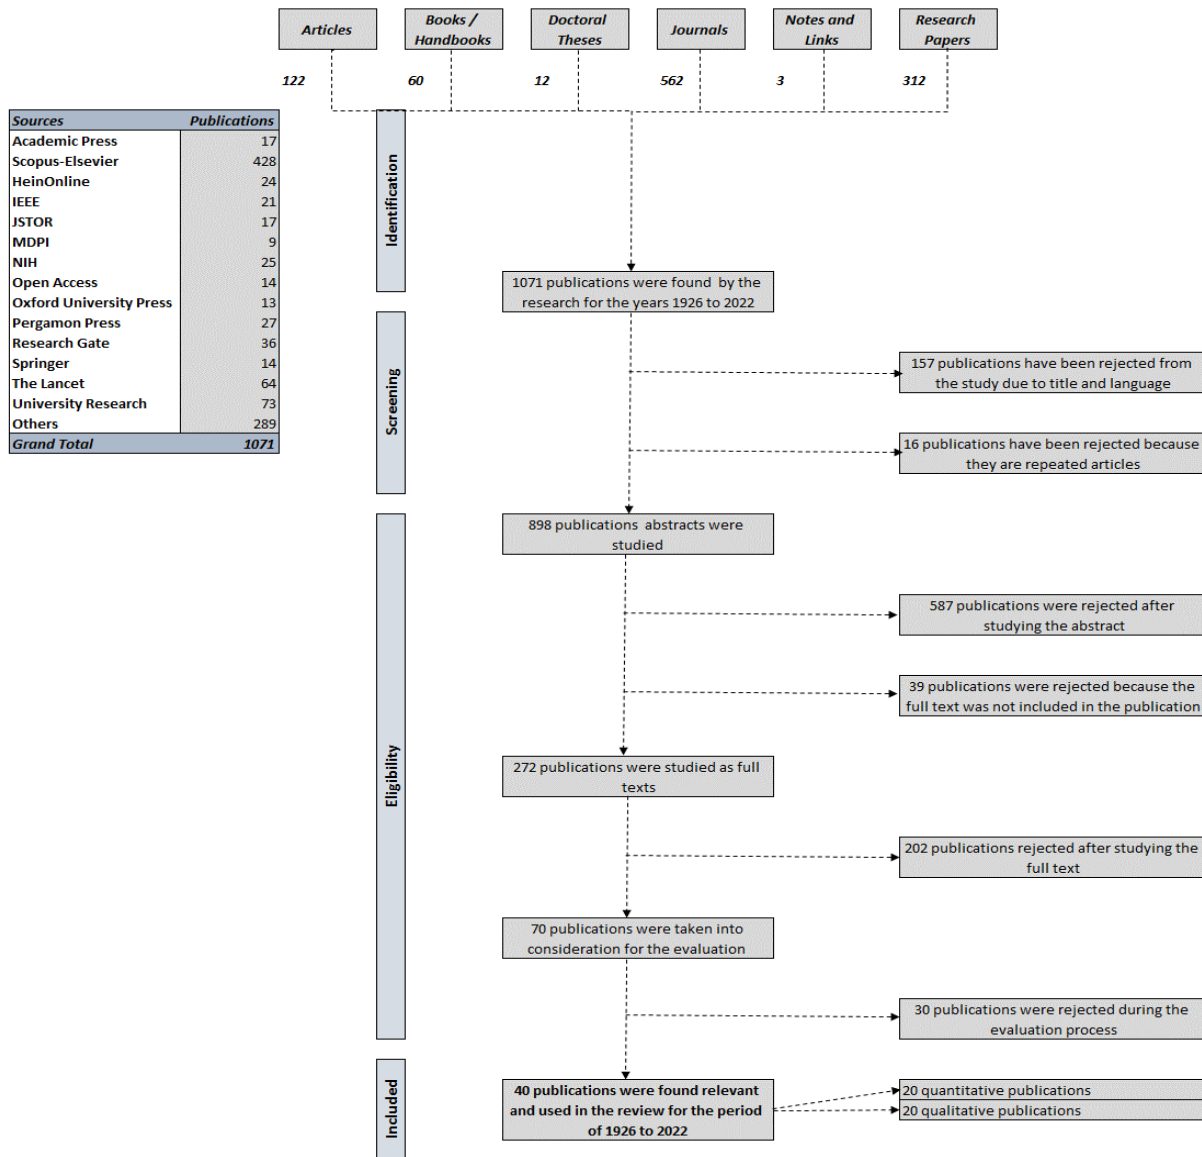 Articles
Books /
Handbooks
Doctoral
Theses
Journals
Notes and
Links
Research
Papers
122
60
12
562
3
312
Sources Publications
Academic Press 17
Scopus-Elsevier 428
HeinOnline 24
IEEE 21
JSTOR 17
MDPI 9
NIH 25
Open Access 14
Oxford University Press 13
Pergamon Press 27
Research Gate 36
Springer 14
The Lancet 64
University Research 73
Others 289
Grand Total 1071
Identification
1071 publications were found by the
research for the years 1926 to 2022
Screening
157 publications have been rejected from
the study due to title and language
16 publications have been rejected because
they are repeated articles
Eligibility
898 publications abstracts were
studied
587 publications were rejected after
studying the abstract
39 publications were rejected because the
full text was not included in the publication
272 publications were studied as full
texts
202 publications rejected after studying the
full text
70 publications were taken into
consideration for the evaluation
30 publications were rejected during the
evaluation process
Included
40 publications were found relevant
and used in the review for the period
of 1926 to 2022
20 quantitative publications
20 qualitative publications